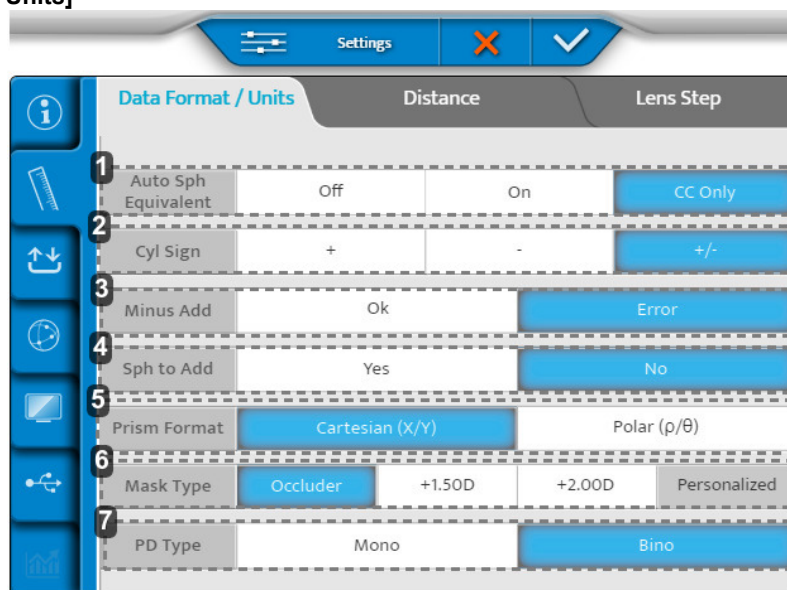 Units]
Settings
Data Format / Units Distance Lens Step
1
Auto Sph Off On CC Only
Equivalent
2
Cyl Sign + - +/-
3
Minus Add Ok Error
4
Sph to Add Yes No
5
Prism Format Cartesian (X/Y) Polar (ρ/θ)
6
Mask Type Occluder +1.50D +2.00D Personalized
7
PD Type Mono Bino